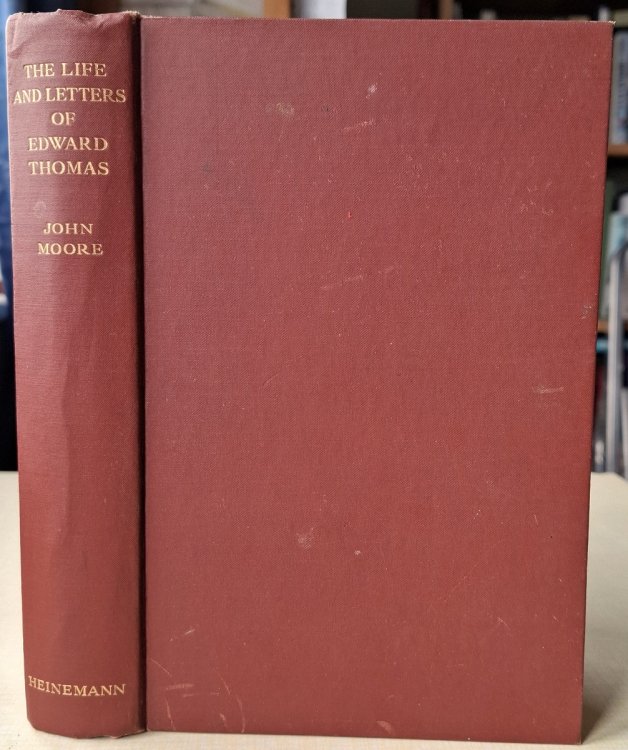 THE LIFE
AND LETTERS
OF
EDWARD
THOMAS
JOHN
MOORE
HEINEMANN